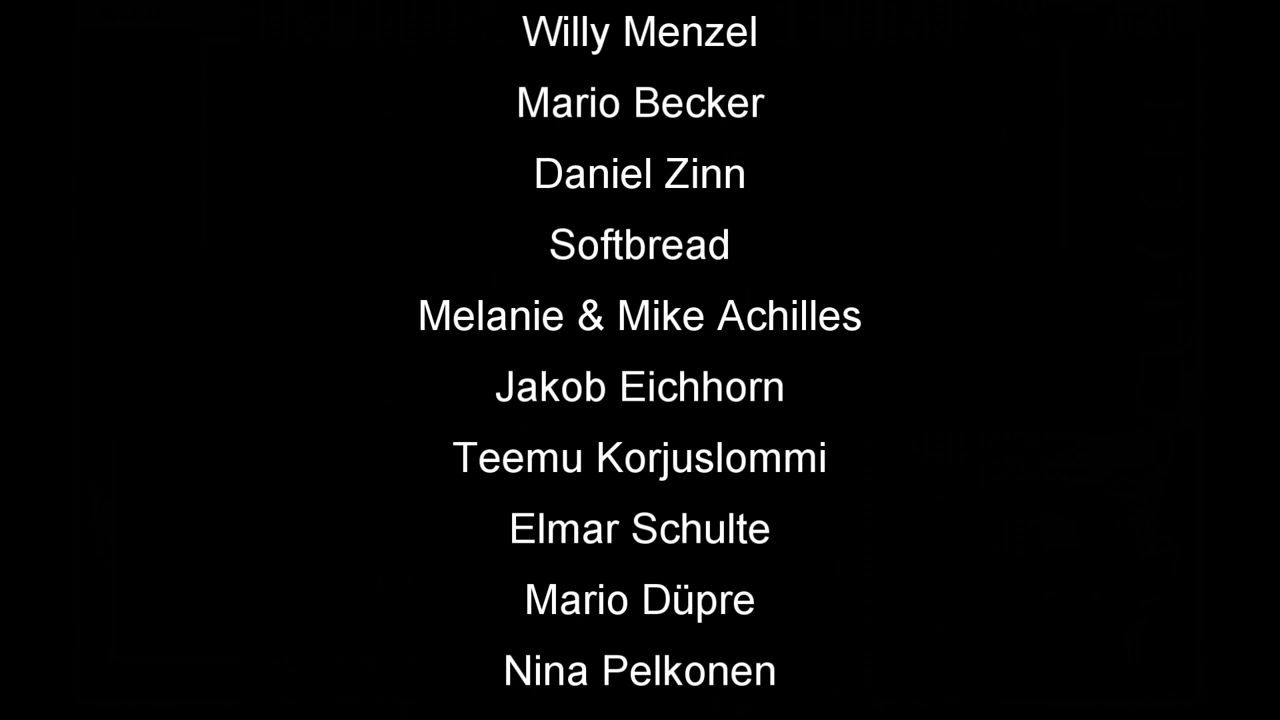 Willy Menzel
Mario Becker
Daniel Zinn
Softbread
Melanie & Mike Achilles
Jakob Eichhorn
Teemu Korjuslommi
Elmar Schulte
Mario Düpre
Nina Pelkonen